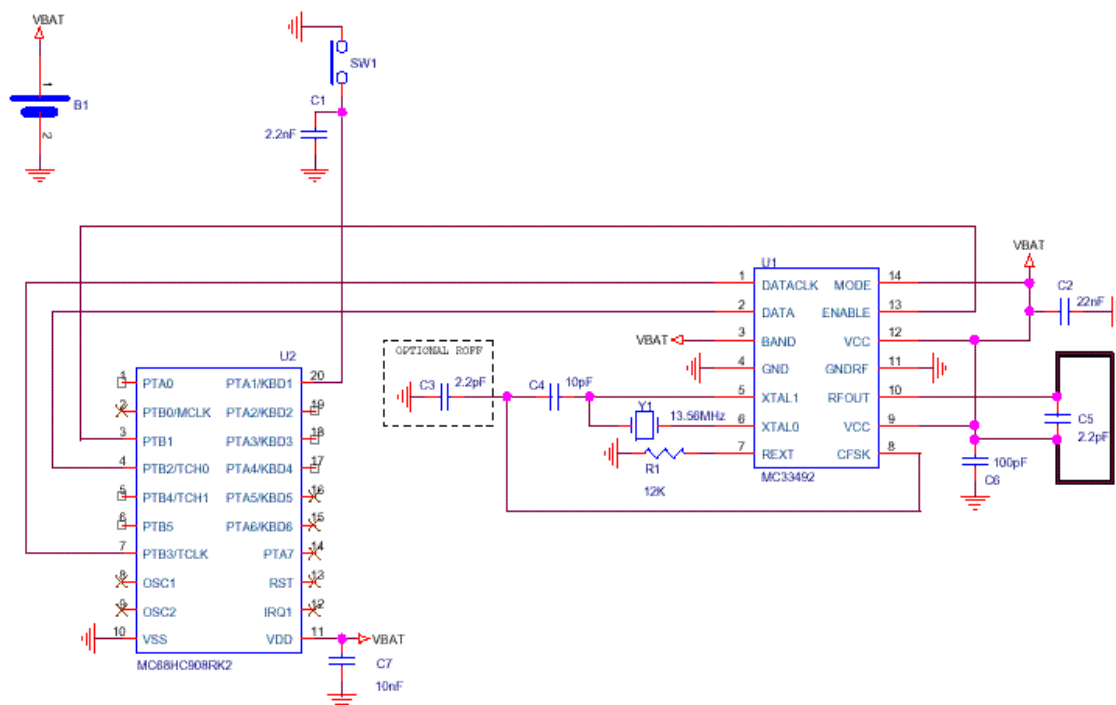 VBAT
1
B1
2
SW1
C1
2.2nF
VBAT
C2
22nF
U1
1 DATACLK MODE 14
2 DATA ENABLE 13
VBAT 3 BAND VCC 12
4 GND GNDRF 11
5 XTAL1 RFOUT 10
6 XTAL0 VCC 9
7 REXT CFSK 8
MC33492
OPTIONAL ROFF
C3 2.2pF
C4 10pF
Y1 13.56MHz
R1
12K
C5
2.2pF
100pF
C6
U2
1 PTA0 PTA1/KBD1 20
2 PTB0/MCLK PTA2/KBD2 19
3 PTB1 PTA3/KBD3 18
4 PTB2/TCH0 PTA4/KBD4 17
5 PTB4/TCH1 PTA5/KBD5 16
6 PTB5 PTA6/KBD6 15
7 PTB3/TCLK PTA7 14
8 OSC1 RST 13
9 OSC2 IRQ1 12
10 VSS VDD 11
VBAT
MC68HC908RK2
C7
10nF